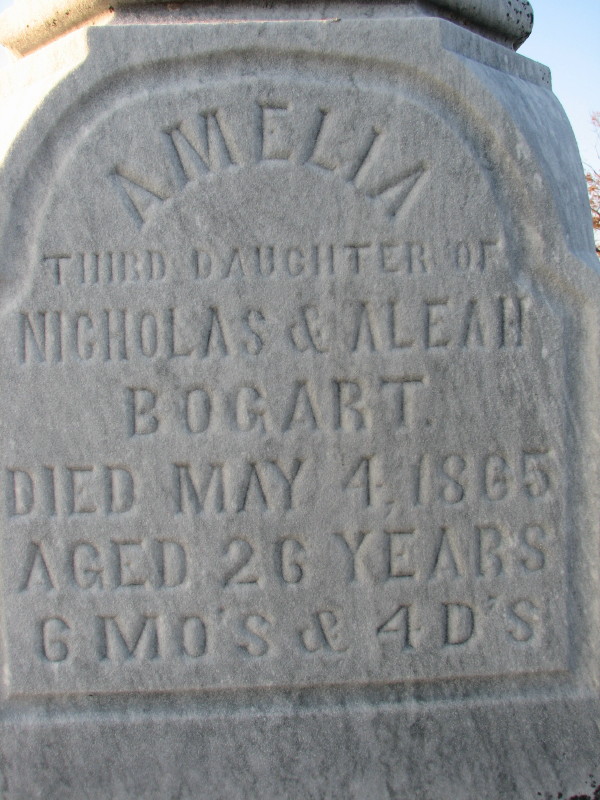 AMELIA
THIRD DAUGHTER OF
NICHOLAS & ALEAH
BOGART.
DIED MAY 4, 1865
AGED 26 YEARS
6 MO'S & 4 D'S